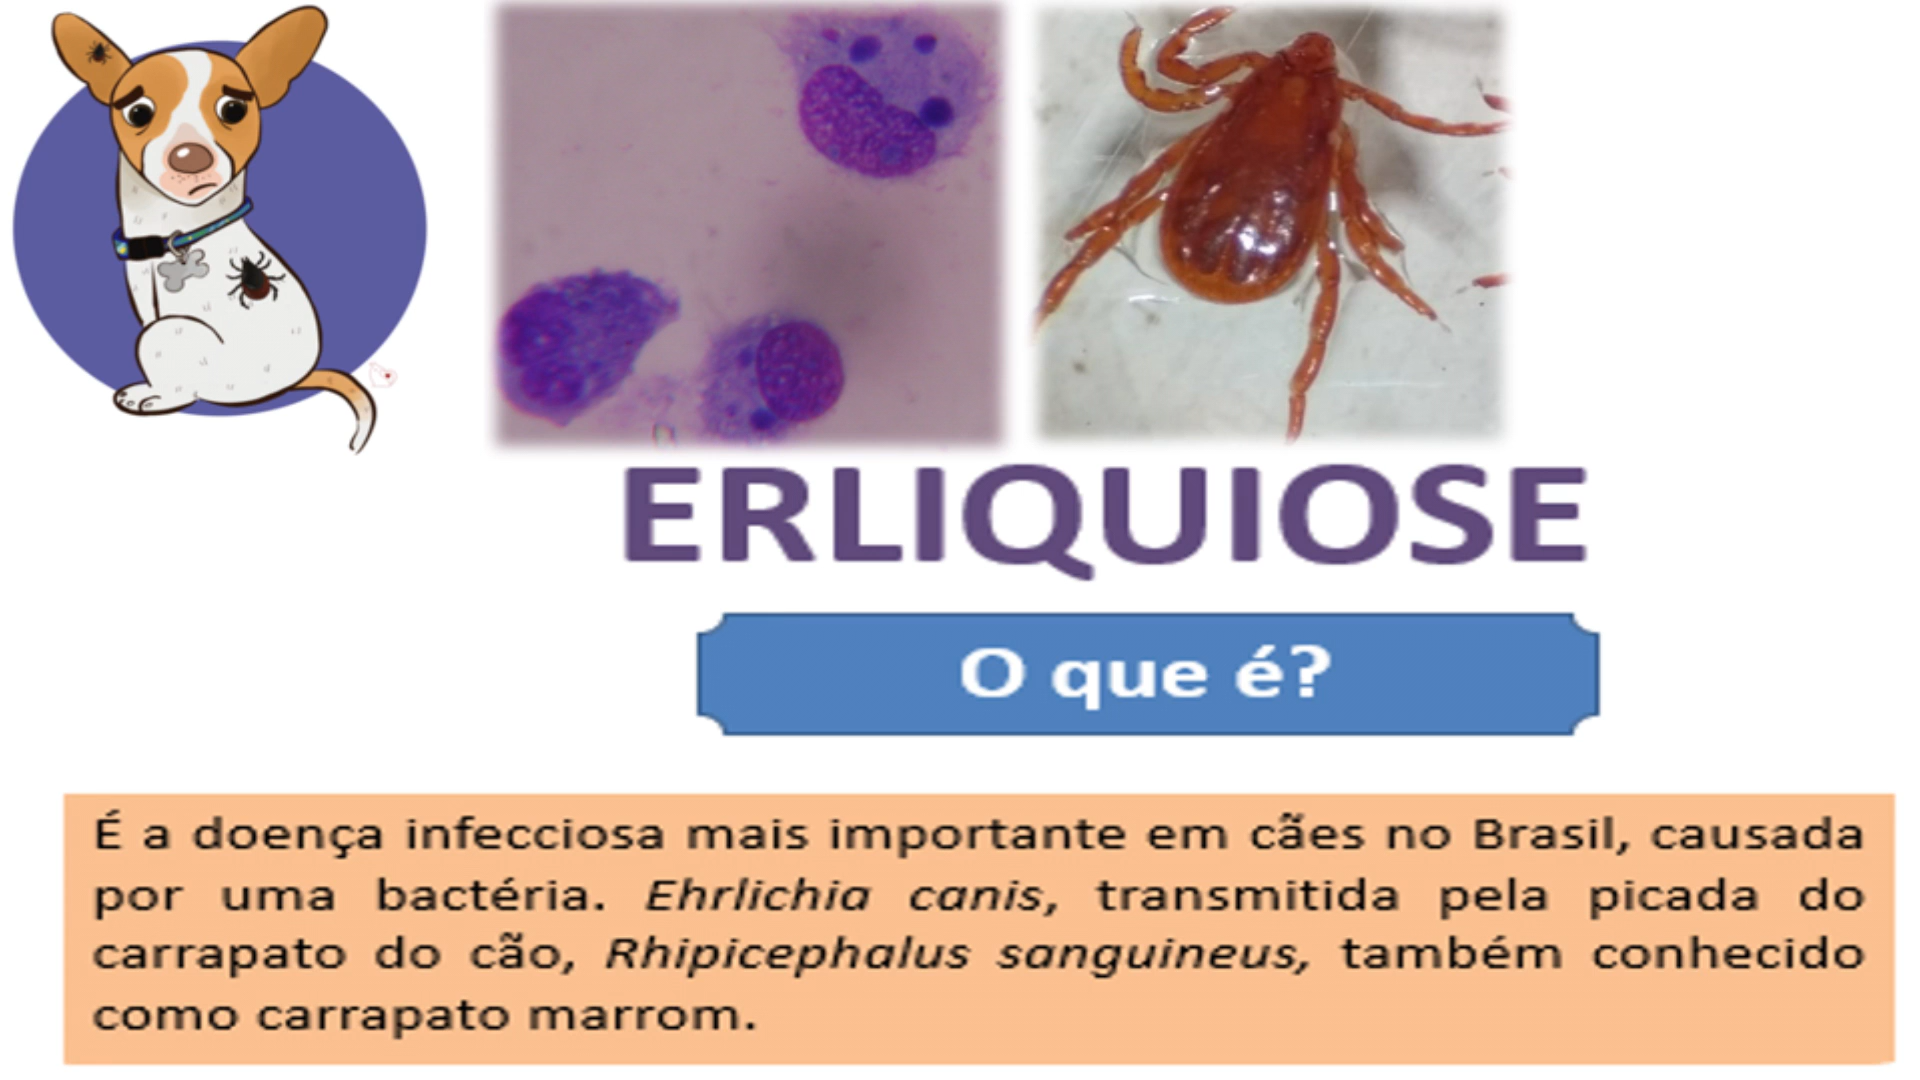 ERLIQUIOSE
O que é?
É a doença infecciosa mais importante em cães no Brasil, causada
por uma bactéria. Ehrlichia canis, transmitida pela picada do
carrapato do cão, Rhipicephalus sanguineus, também conhecido
como carrapato marrom.